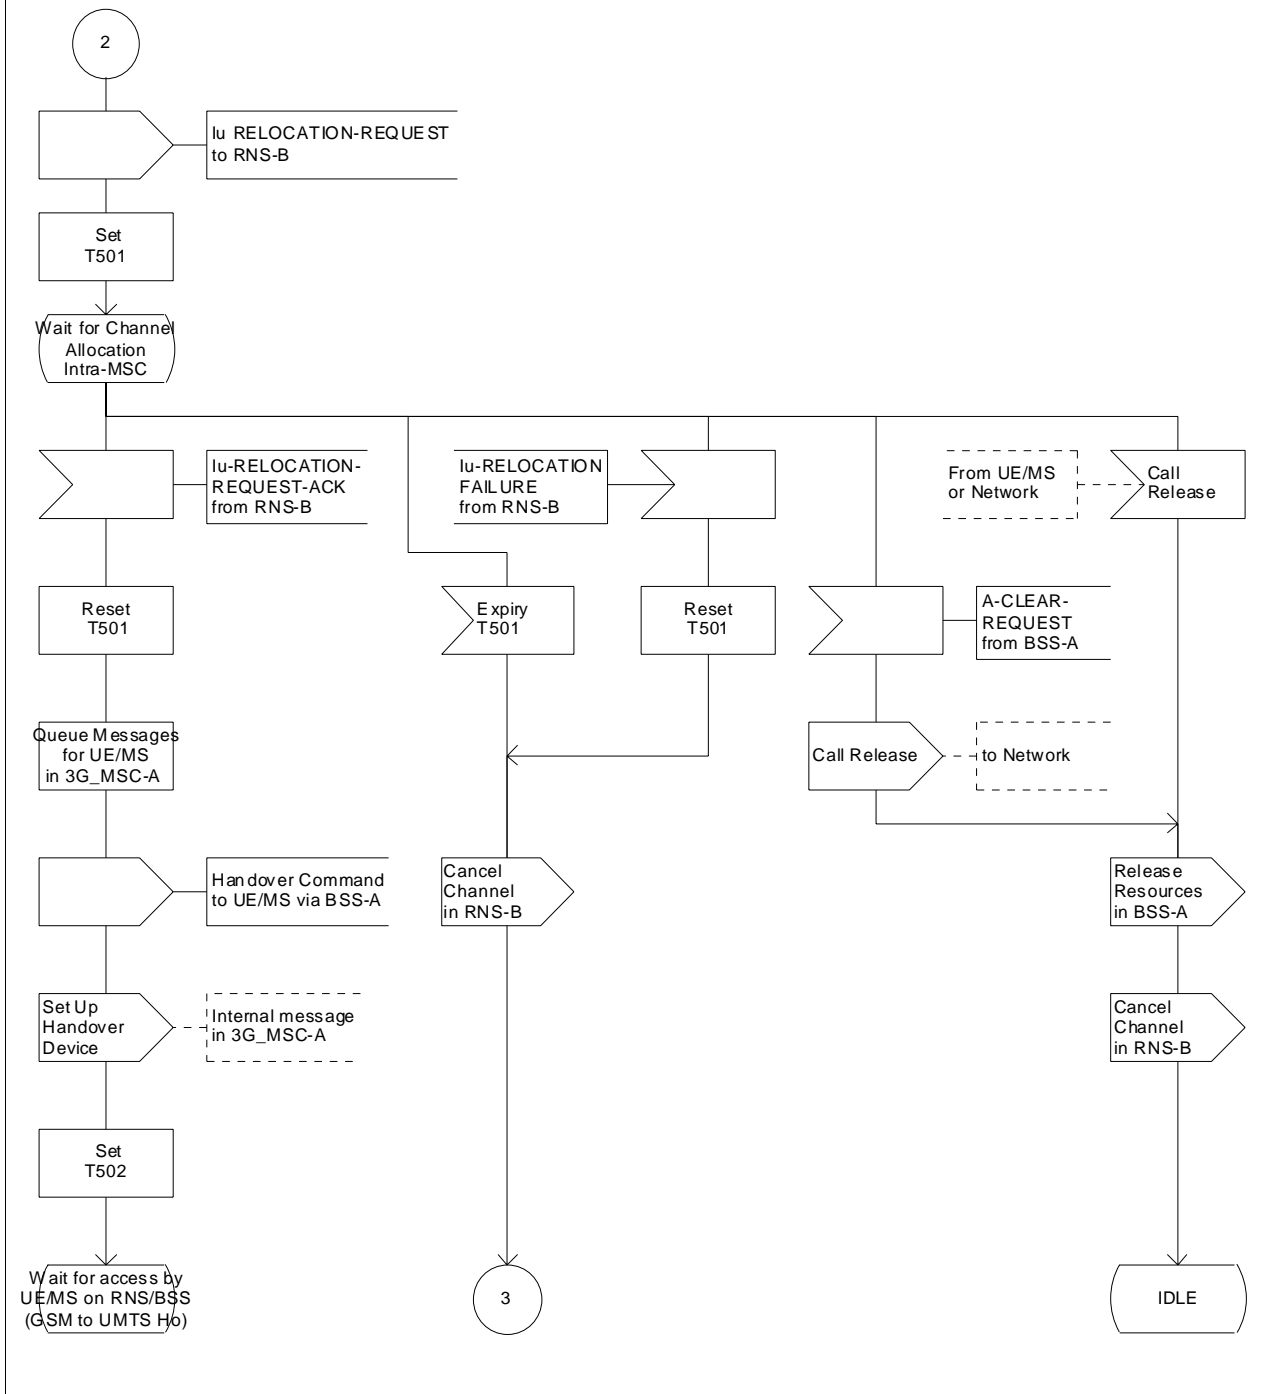 2
Iu RELOCATION-REQUEST
to RNS-B
Set
T501
Wait for Channel
Allocation
Intra-MSC
Iu-RELOCATION-
REQUEST-ACK
from RNS-B
Iu-RELOCATION
FAILURE
from RNS-B
From UE/MS
or Network
Call
Release
Reset
T501
Expiry
T501
Reset
T501
A-CLEAR-
REQUEST
from BSS-A
Queue Messages
for UE/MS
in 3G_MSC-A
Call Release
to Network
Handover Command
to UE/MS via BSS-A
Cancel
Channel
in RNS-B
Release
Resources
in BSS-A
Set Up
Handover
Device
Internal message
in 3G_MSC-A
Cancel
Channel
in RNS-B
Set
T502
Wait for access by
UE/MS on RNS/BSS
(GSM to UMTS Ho)
3
IDLE